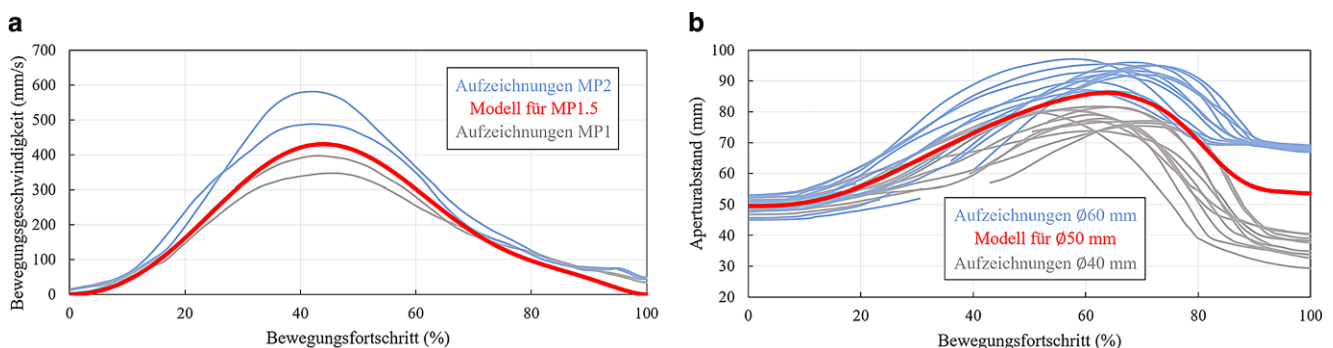 a
700
600
500
400
300
200
100
0
Bewegungsgeschwindigkeit (mm/s)
Aufzeichnungen MP2
Modell für MP1.5
Aufzeichnungen MP1
0 20 40 60 80 100
Bewegungsfortschritt (%)
b
100
90
80
70
60
50
40
30
20
Aperturabstand (mm)
Aufzeichnungen Ø60 mm
Modell für Ø50 mm
Aufzeichnungen Ø40 mm
0 20 40 60 80 100
Bewegungsfortschritt (%)